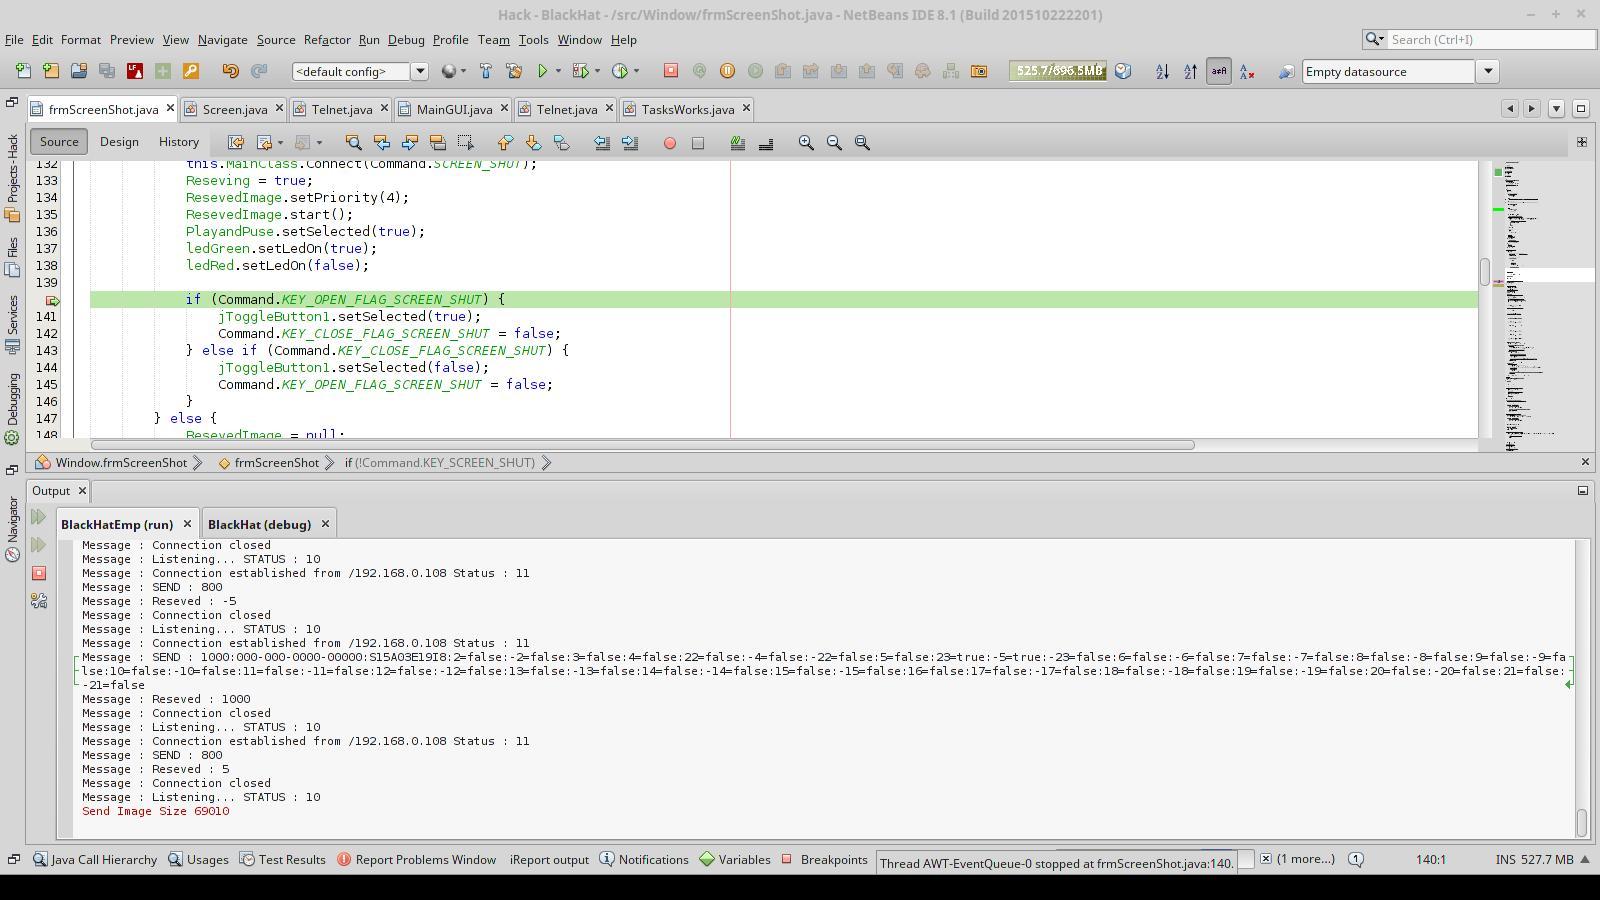 Hack - BlackHat - /src/Window/frmScreenShot.java - NetBeans IDE 8.1 (Build 201510222201)
File Edit Format Preview View Navigate Source Refactor Run Debug Profile Team Tools Window Help
Search (Ctrl+I)
<default config>
525.7/696.5MB
Empty datasource
frmScreenShot.java Screen.java Telnet.java MainGUI.java Telnet.java TasksWorks.java
Source Design History
Projects - Hack
Files
Services
Debugging
Navigator
132 this.MainClass.Connect(Command.SCREEN_SHUT);
133 Reseving = true;
134 ResevedImage.setPriority(4);
135 ResevedImage.start();
136 PlayandPuse.setSelected(true);
137 ledGreen.setLedOn(true);
138 ledRed.setLedOn(false);
139
if (Command.KEY_OPEN_FLAG_SCREEN_SHUT) {
141 jToggleButton1.setSelected(true);
142 Command.KEY_CLOSE_FLAG_SCREEN_SHUT = false;
143 } else if (Command.KEY_CLOSE_FLAG_SCREEN_SHUT) {
144 jToggleButton1.setSelected(false);
145 Command.KEY_OPEN_FLAG_SCREEN_SHUT = false;
146 }
147 } else {
148 ResevedImage = null;
Window.frmScreenShot frmScreenShot if (!Command.KEY_SCREEN_SHUT)
Output
BlackHatEmp (run) BlackHat (debug)
Message : Connection closed
Message : Listening... STATUS : 10
Message : Connection established from /192.168.0.108 Status : 11
Message : SEND : 800
Message : Reseved : -5
Message : Connection closed
Message : Listening... STATUS : 10
Message : Connection established from /192.168.0.108 Status : 11
Message : SEND : 1000:000-000-0000-00000:S15A03E19I8:2=false:-2=false:3=false:4=false:22=false:-4=false:-22=false:5=false:23=true:-5=true:-23=false:6=false:-6=false:7=false:-7=false:8=false:-8=false:9=false:-9=fa
lse:10=false:-10=false:11=false:-11=false:12=false:-12=false:13=false:-13=false:14=false:-14=false:15=false:-15=false:16=false:17=false:-17=false:18=false:-18=false:19=false:-19=false:20=false:-20=false:21=false:
-21=false
Message : Reseved : 1000
Message : Connection closed
Message : Listening... STATUS : 10
Message : Connection established from /192.168.0.108 Status : 11
Message : SEND : 800
Message : Reseved : 5
Message : Connection closed
Message : Listening... STATUS : 10
Send Image Size 69010
Java Call Hierarchy Usages Test Results Report Problems Window iReport output Notifications Variables Breakpoints Thread AWT-EventQueue-0 stopped at frmScreenShot.java:140. (1 more...) 1 140:1 INS 527.7 MB